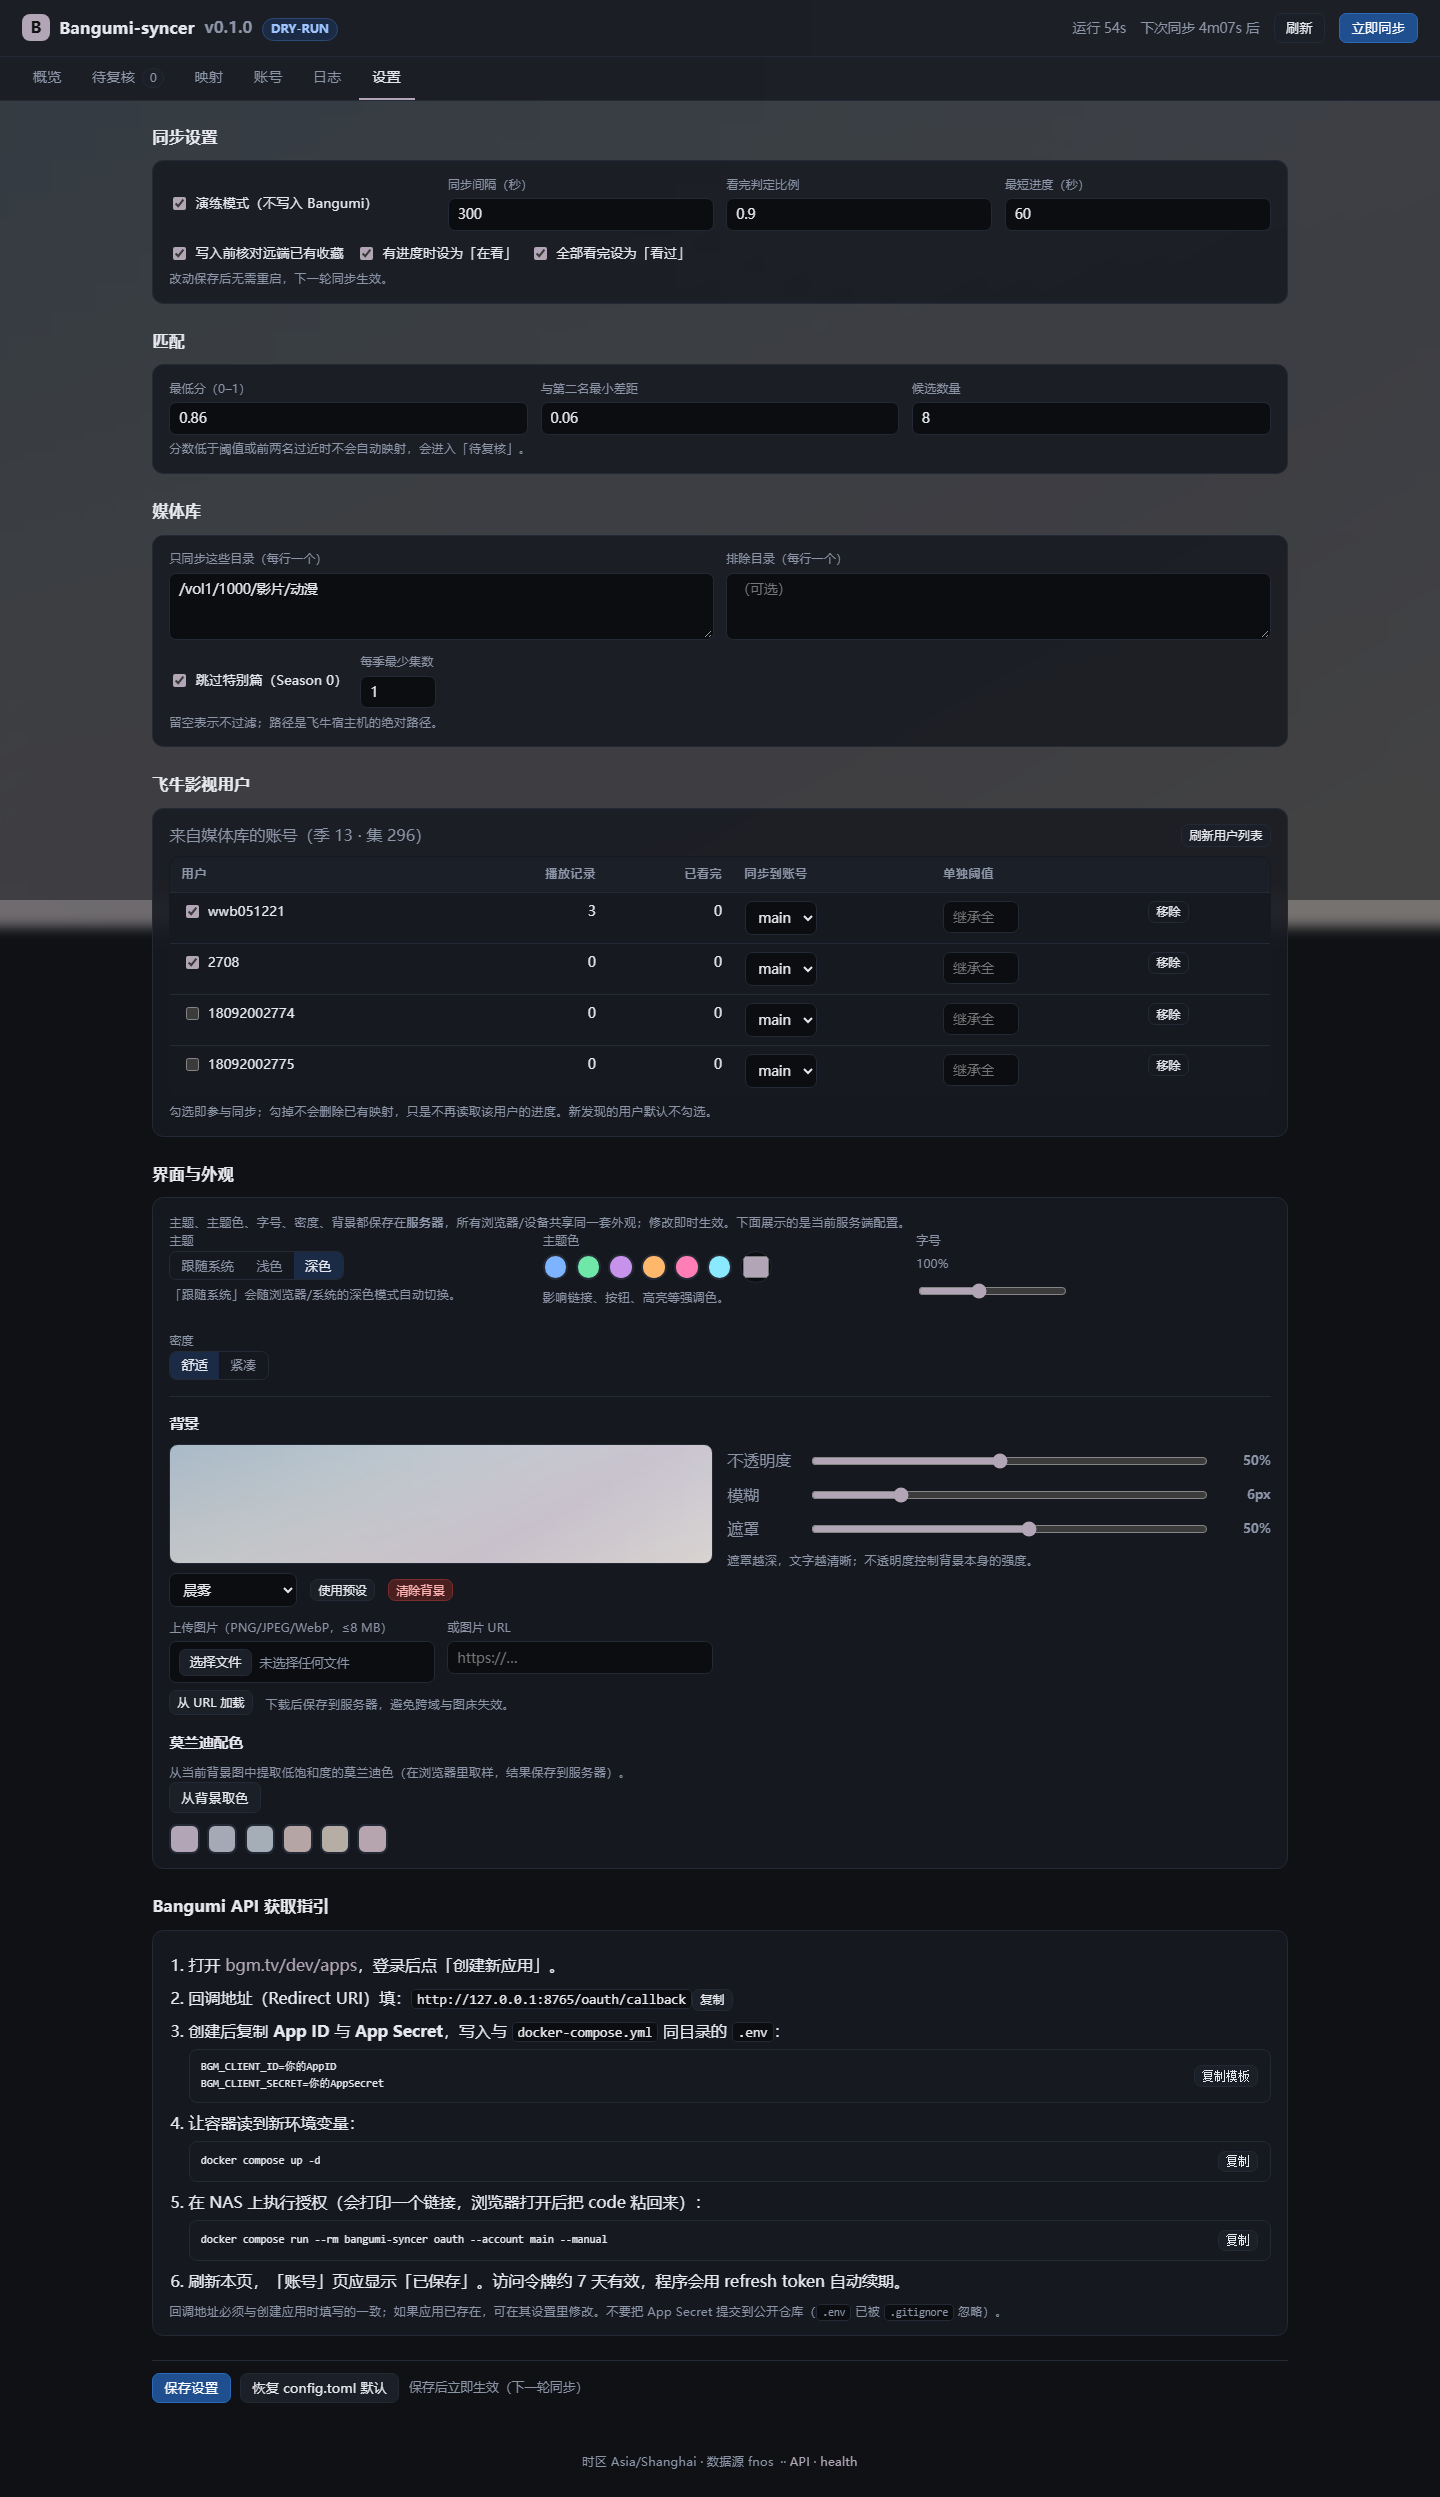 B Bangumi-syncer v0.1.0 DRY-RUN 运行 54s 下次同步 4m07s 后 刷新 立即同步
概览 待复核 0 映射 账号 日志 设置
同步设置
演练模式（不写入 Bangumi） 同步间隔（秒） 看完判定比例 最短进度（秒）
300 0.9 60
写入前核对远端已有收藏 有进度时设为「在看」 全部看完设为「看过」
改动保存后无需重启，下一轮同步生效。
匹配
最低分（0–1） 与第二名最小差距 候选数量
0.86 0.06 8
分数低于阈值或前两名过近时不会自动映射，会进入「待复核」。
媒体库
只同步这些目录（每行一个） 排除目录（每行一个）
/vol1/1000/影片/动漫 （可选）
跳过特别篇（Season 0） 每季最少集数
1
留空表示不过滤；路径是飞牛宿主机的绝对路径。
飞牛影视用户
来自媒体库的账号（季 13 · 集 296） 刷新用户列表
用户 播放记录 已看完 同步到账号 单独阈值
wwb051221 3 0 main 继承全 移除
2708 0 0 main 继承全 移除
18092002774 0 0 main 继承全 移除
18092002775 0 0 main 继承全 移除
勾选即参与同步；勾掉不会删除已有映射，只是不再读取该用户的进度。新发现的用户默认不勾选。
界面与外观
主题、主题色、字号、密度、背景都保存在服务器，所有浏览器/设备共享同一套外观；修改即时生效。下面展示的是当前服务端配置。
主题 主题色 字号
跟随系统 浅色 深色 100%
「跟随系统」会随浏览器/系统的深色模式自动切换。 影响链接、按钮、高亮等强调色。
密度
舒适 紧凑
背景
不透明度 50%
模糊 6px
遮罩 50%
遮罩越深，文字越清晰；不透明度控制背景本身的强度。
晨雾 使用预设 清除背景
上传图片（PNG/JPEG/WebP，≤8 MB） 或图片 URL
选择文件 未选择任何文件 https://...
从 URL 加载 下载后保存到服务器，避免跨域与图床失效。
莫兰迪配色
从当前背景图中提取低饱和度的莫兰迪色（在浏览器里取样，结果保存到服务器）。
从背景取色
Bangumi API 获取指引
1. 打开 bgm.tv/dev/apps，登录后点「创建新应用」。
2. 回调地址（Redirect URI）填：http://127.0.0.1:8765/oauth/callback 复制
3. 创建后复制 App ID 与 App Secret，写入与 docker-compose.yml 同目录的 .env：
BGM_CLIENT_ID=你的AppID
BGM_CLIENT_SECRET=你的AppSecret
复制模板
4. 让容器读到新环境变量：
docker compose up -d 复制
5. 在 NAS 上执行授权（会打印一个链接，浏览器打开后把 code 粘回来）：
docker compose run --rm bangumi-syncer oauth --account main --manual 复制
6. 刷新本页，「账号」页应显示「已保存」。访问令牌约 7 天有效，程序会用 refresh token 自动续期。
回调地址必须与创建应用时填写的一致；如果应用已存在，可在其设置里修改。不要把 App Secret 提交到公开仓库（.env 已被 .gitignore 忽略）。
保存设置 恢复 config.toml 默认 保存后立即生效（下一轮同步）
时区 Asia/Shanghai · 数据源 fnos ·· API · health